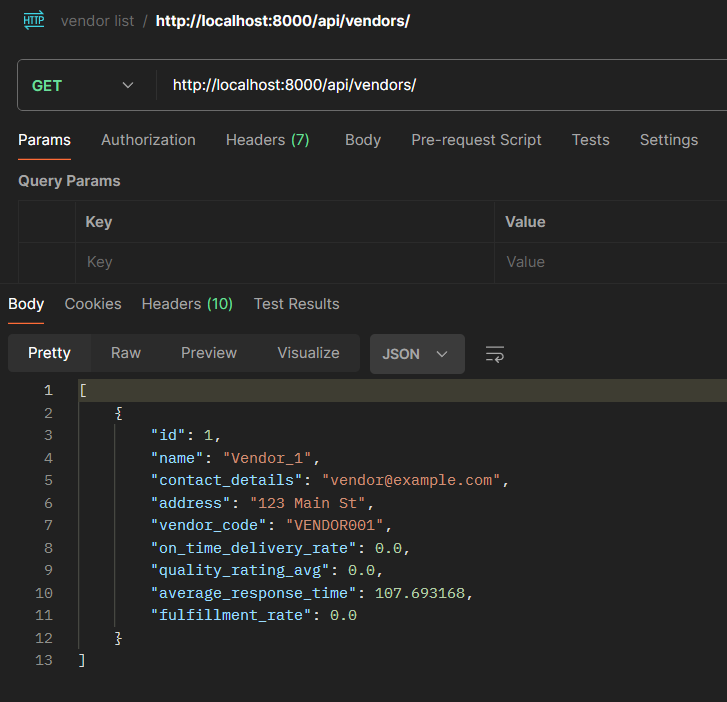 HTTP vendor list / http://localhost:8000/api/vendors/
GET http://localhost:8000/api/vendors/
Params Authorization Headers (7) Body Pre-request Script Tests Settings
Query Params
Key Value
Key Value
Body Cookies Headers (10) Test Results
Pretty Raw Preview Visualize JSON
1 [
2 {
3 "id": 1,
4 "name": "Vendor_1",
5 "contact_details": "vendor@example.com",
6 "address": "123 Main St",
7 "vendor_code": "VENDOR001",
8 "on_time_delivery_rate": 0.0,
9 "quality_rating_avg": 0.0,
10 "average_response_time": 107.693168,
11 "fulfillment_rate": 0.0
12 }
13 ]